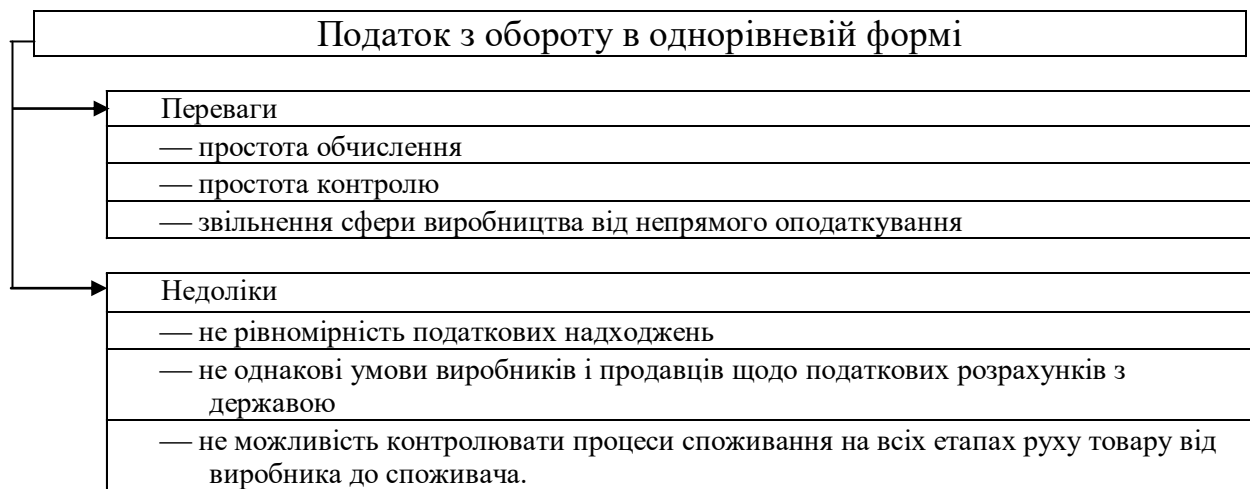 Податок з обороту в однорівневій формі
Переваги
— простота обчислення
— простота контролю
— звільнення сфери виробництва від непрямого оподаткування
Недоліки
— не рівномірність податкових надходжень
— не однакові умови виробників і продавців щодо податкових розрахунків з
державою
— не можливість контролювати процеси споживання на всіх етапах руху товару від
виробника до споживача.